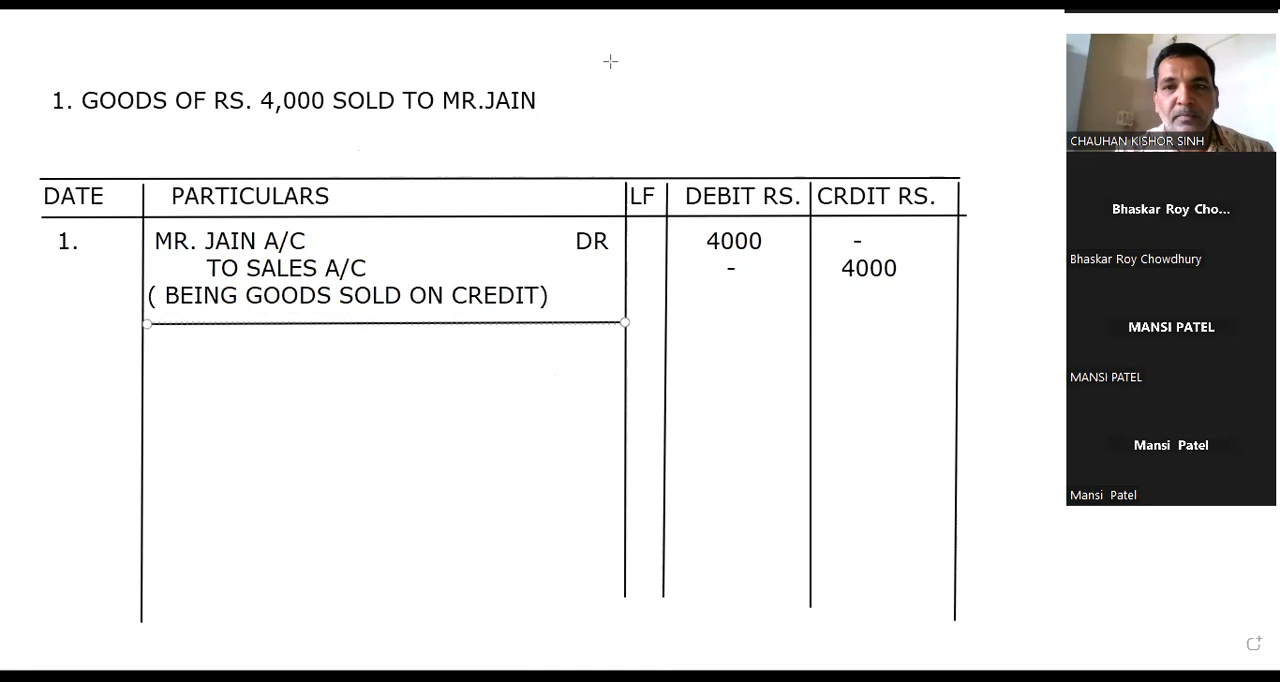 1. GOODS OF RS. 4,000 SOLD TO MR.JAIN
DATE PARTICULARS LF DEBIT RS. CRDIT RS.
1. MR. JAIN A/C DR 4000 -
TO SALES A/C - 4000
( BEING GOODS SOLD ON CREDIT)
CHAUHAN KISHOR SINH
Bhaskar Roy Cho...
Bhaskar Roy Chowdhury
MANSI PATEL
MANSI PATEL
Mansi Patel
Mansi Patel